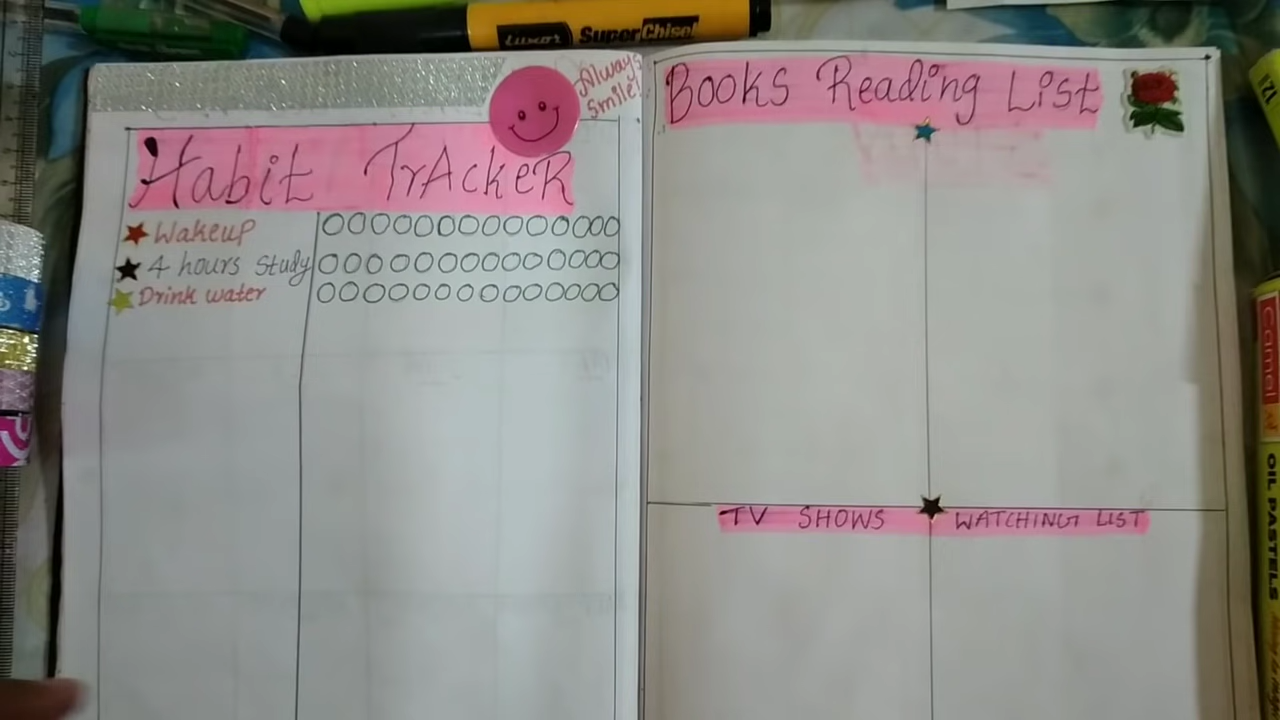 Luxor SuperChisel
Always
Smile!
Habit TrAckeR
Wakeup
4 hours Study
Drink water
Books Reading List
TV SHOWS WATCHING LIST
Camel
OIL PASTELS